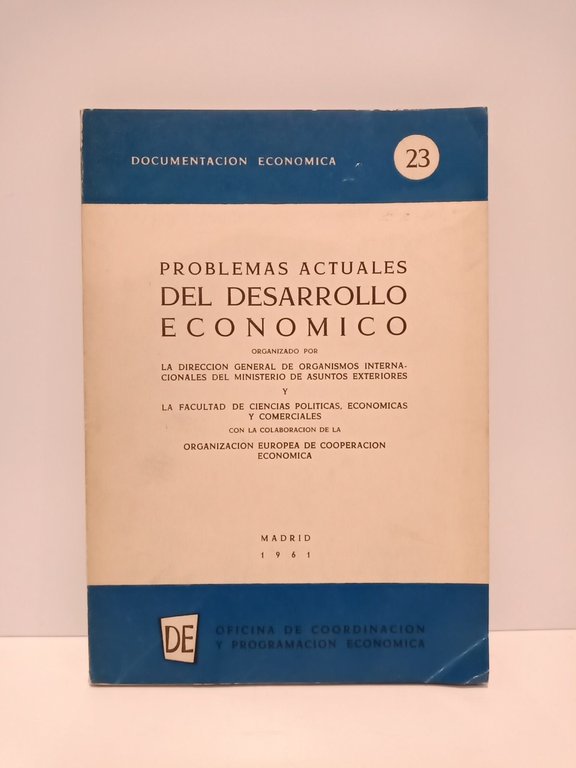 DOCUMENTACION ECONOMICA
23
PROBLEMAS ACTUALES
DEL DESARROLLO
ECONOMICO
ORGANIZADO POR
LA DIRECCION GENERAL DE ORGANISMOS INTERNA-
CIONALES DEL MINISTERIO DE ASUNTOS EXTERIORES
Y
LA FACULTAD DE CIENCIAS POLITICAS, ECONOMICAS
Y COMERCIALES
CON LA COLABORACION DE LA
ORGANIZACION EUROPEA DE COOPERACION
ECONOMICA
MADRID
1961
DE
OFICINA DE COORDINACION
Y PROGRAMACION ECONOMICA